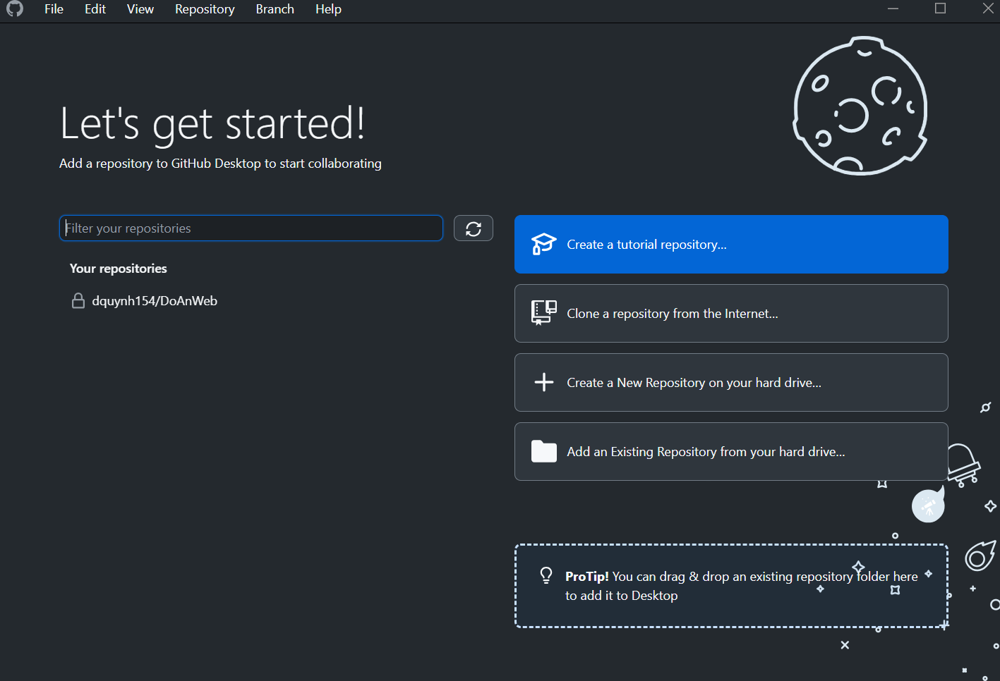 File Edit View Repository Branch Help
Let's get started!
Add a repository to GitHub Desktop to start collaborating
Filter your repositories
Your repositories
dquynh154/DoAnWeb
Create a tutorial repository...
Clone a repository from the Internet...
Create a New Repository on your hard drive...
Add an Existing Repository from your hard drive...
ProTip! You can drag & drop an existing repository folder here
to add it to Desktop